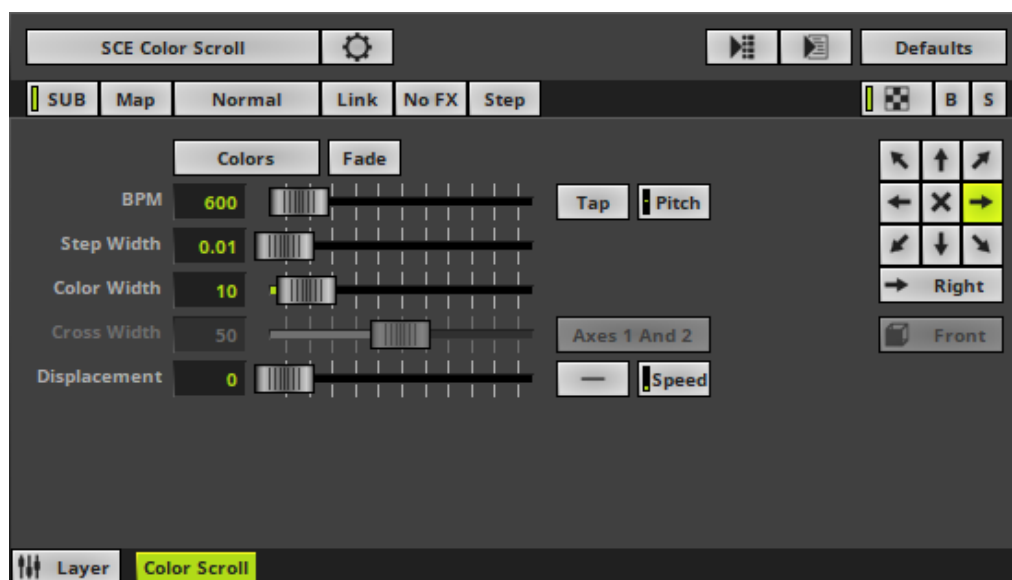 SCE Color Scroll Defaults
SUB Map Normal Link No FX Step B S
Colors Fade
BPM 600 Tap Pitch
Step Width 0.01
Color Width 10 Right
Cross Width 50 Axes 1 And 2 Front
Displacement 0 Speed
Layer Color Scroll